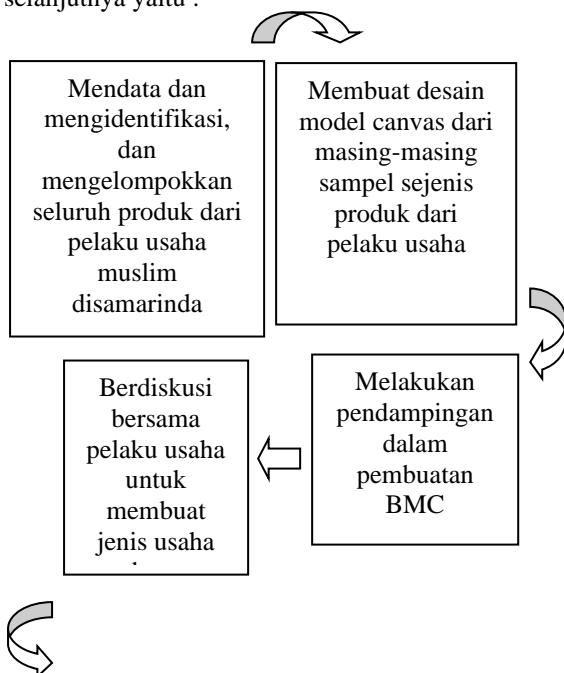 selanjutnya yaitu :
Mendata dan
mengidentifikasi,
dan
mengelompokkan
seluruh produk dari
pelaku usaha
muslim
disamarinda
Membuat desain
model canvas dari
masing-masing
sampel sejenis
produk dari
pelaku usaha
Melakukan
pendampingan
dalam
pembuatan
BMC
Berdiskusi
bersama
pelaku usaha
untuk
membuat
jenis usaha